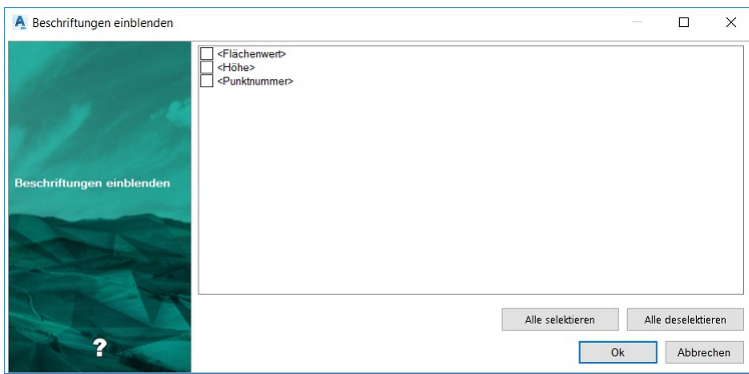 Beschriftungen einblenden
<Flächenwert>
<Höhe>
<Punktnummer>
Beschriftungen einblenden
Alle selektieren Alle deselektieren
?
Ok Abbrechen